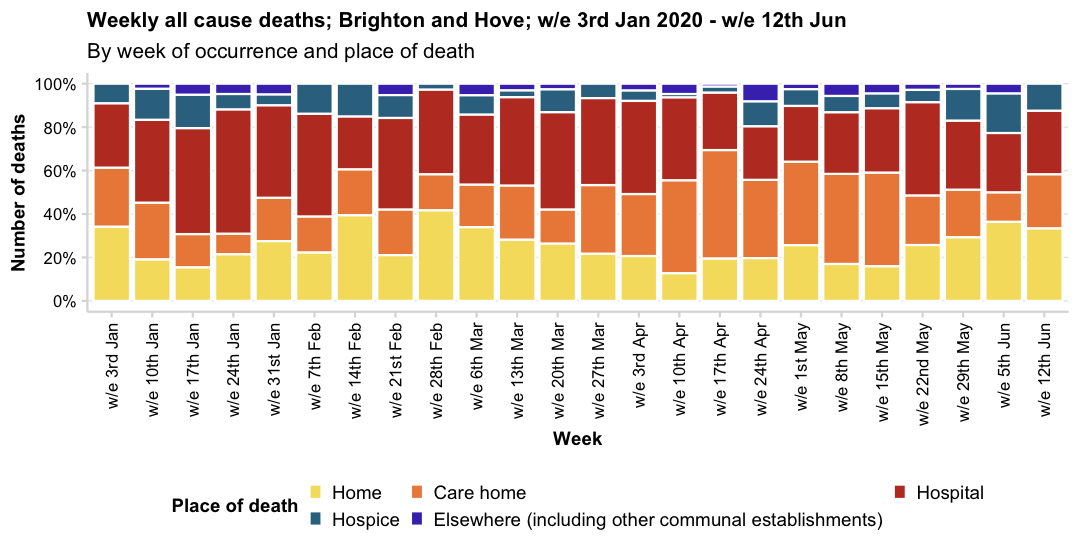 Weekly all cause deaths; Brighton and Hove; w/e 3rd Jan 2020 - w/e 12th Jun
By week of occurrence and place of death
Number of deaths
100%
80%
60%
40%
20%
0%
w/e 3rd Jan
w/e 10th Jan
w/e 17th Jan
w/e 24th Jan
w/e 31st Jan
w/e 7th Feb
w/e 14th Feb
w/e 21st Feb
w/e 28th Feb
w/e 6th Mar
w/e 13th Mar
w/e 20th Mar
w/e 27th Mar
w/e 3rd Apr
w/e 10th Apr
w/e 17th Apr
w/e 24th Apr
w/e 1st May
w/e 8th May
w/e 15th May
w/e 22nd May
w/e 29th May
w/e 5th Jun
w/e 12th Jun
Week
Place of death
Home
Care home
Hospital
Hospice
Elsewhere (including other communal establishments)